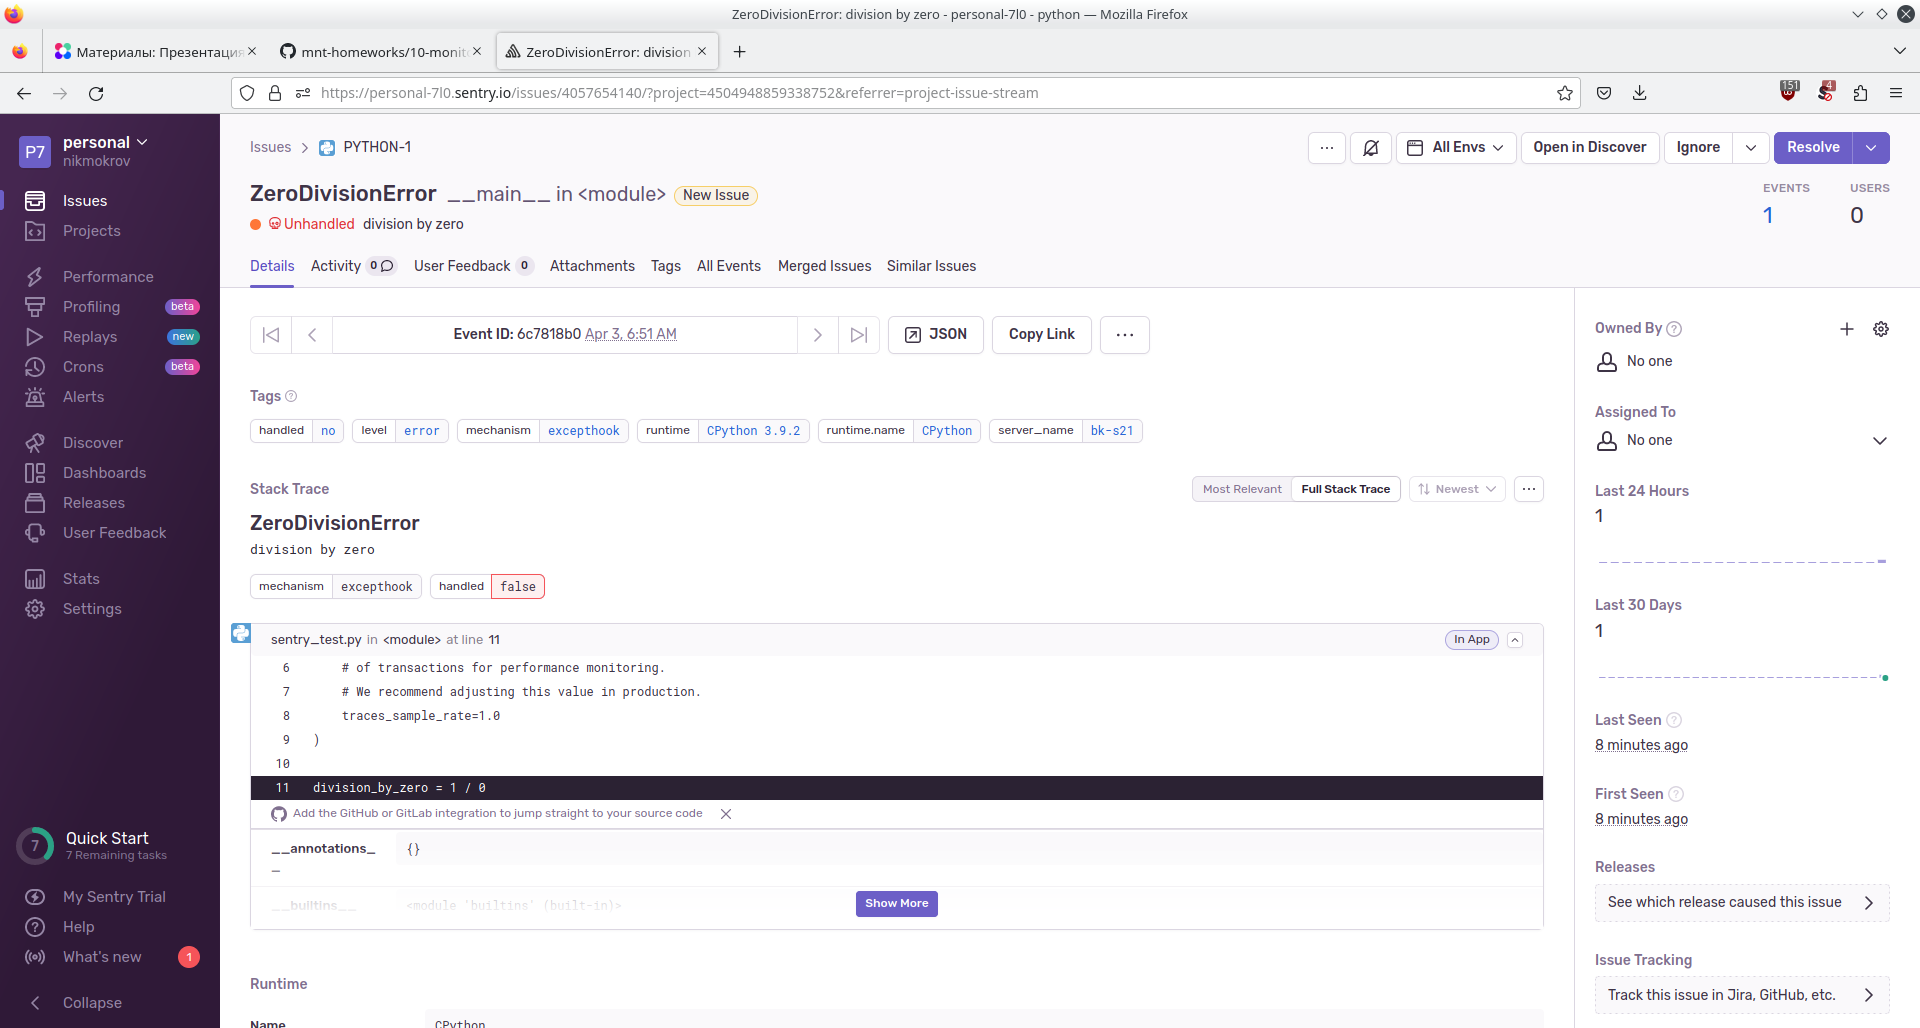 ZeroDivisionError: division by zero - personal-7l0 - python — Mozilla Firefox
Материалы: Презентация
mnt-homeworks/10-monit
ZeroDivisionError: division
https://personal-7l0.sentry.io/issues/4057654140/?project=4504948859338752&referrer=project-issue-stream
151
4
P7
personal
nikmokrov
Issues
Projects
Performance
Profiling beta
Replays new
Crons beta
Alerts
Discover
Dashboards
Releases
User Feedback
Stats
Settings
7
Quick Start
7 Remaining tasks
My Sentry Trial
Help
What's new 1
Collapse
Issues > PYTHON-1
... All Envs Open in Discover Ignore Resolve
ZeroDivisionError __main__ in <module> New Issue
Unhandled division by zero
EVENTS USERS
1 0
Details Activity 0 User Feedback 0 Attachments Tags All Events Merged Issues Similar Issues
Event ID: 6c7818b0 Apr 3, 6:51 AM
JSON Copy Link ...
Tags ?
handled no level error mechanism excepthook runtime CPython 3.9.2 runtime.name CPython server_name bk-s21
Stack Trace
Most Relevant Full Stack Trace Newest ...
ZeroDivisionError
division by zero
mechanism excepthook handled false
sentry_test.py in <module> at line 11 In App
6 # of transactions for performance monitoring.
7 # We recommend adjusting this value in production.
8 traces_sample_rate=1.0
9 )
10
11 division_by_zero = 1 / 0
Add the GitHub or GitLab integration to jump straight to your source code
__annotations_
_
{}
__builtins__ <module 'builtins' (built-in)>
Show More
Runtime
Name CPython
Owned By ?
No one
Assigned To
No one
Last 24 Hours
1
Last 30 Days
1
Last Seen ?
8 minutes ago
First Seen ?
8 minutes ago
Releases
See which release caused this issue
Issue Tracking
Track this issue in Jira, GitHub, etc.